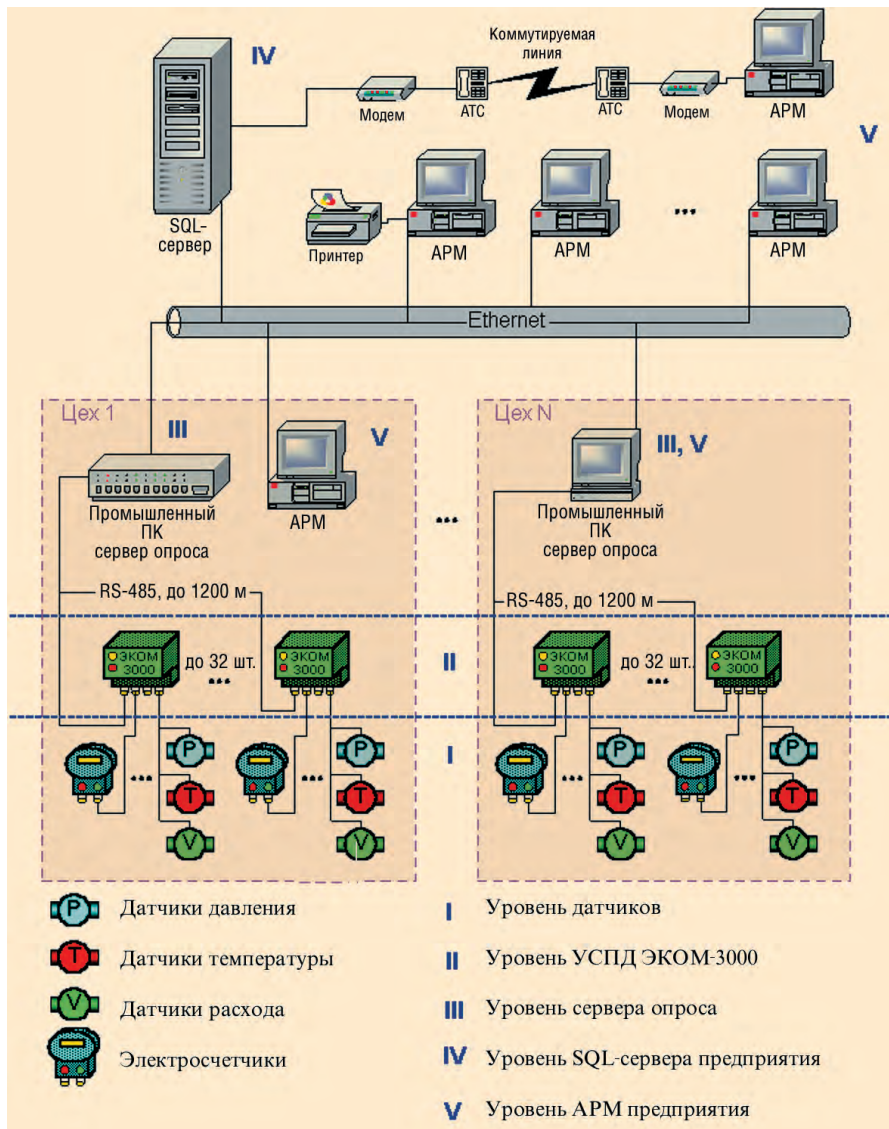 IV
Коммутируемая
линия
Модем
АТС
АТС
Модем
АРМ
V
SQL-
сервер
Принтер
АРМ
АРМ
...
АРМ
Ethernet
Цех 1
III
V
Промышленный
ПК
сервер опроса
АРМ
...
Цех N
III, V
Промышленный
ПК
сервер опроса
RS-485, до 1200 м
RS-485, до 1200 м
ЭКОМ
3000
до 32 шт.
...
ЭКОМ
3000
II
ЭКОМ
3000
до 32 шт..
...
ЭКОМ
3000
I
...
P
T
V
...
P
T
V
...
P
T
V
...
P
T
V
P Датчики давления
T Датчики температуры
V Датчики расхода
Электросчетчики
I Уровень датчиков
II Уровень УСПД ЭКОМ-3000
III Уровень сервера опроса
IV Уровень SQL-сервера предприятия
V Уровень АРМ предприятия